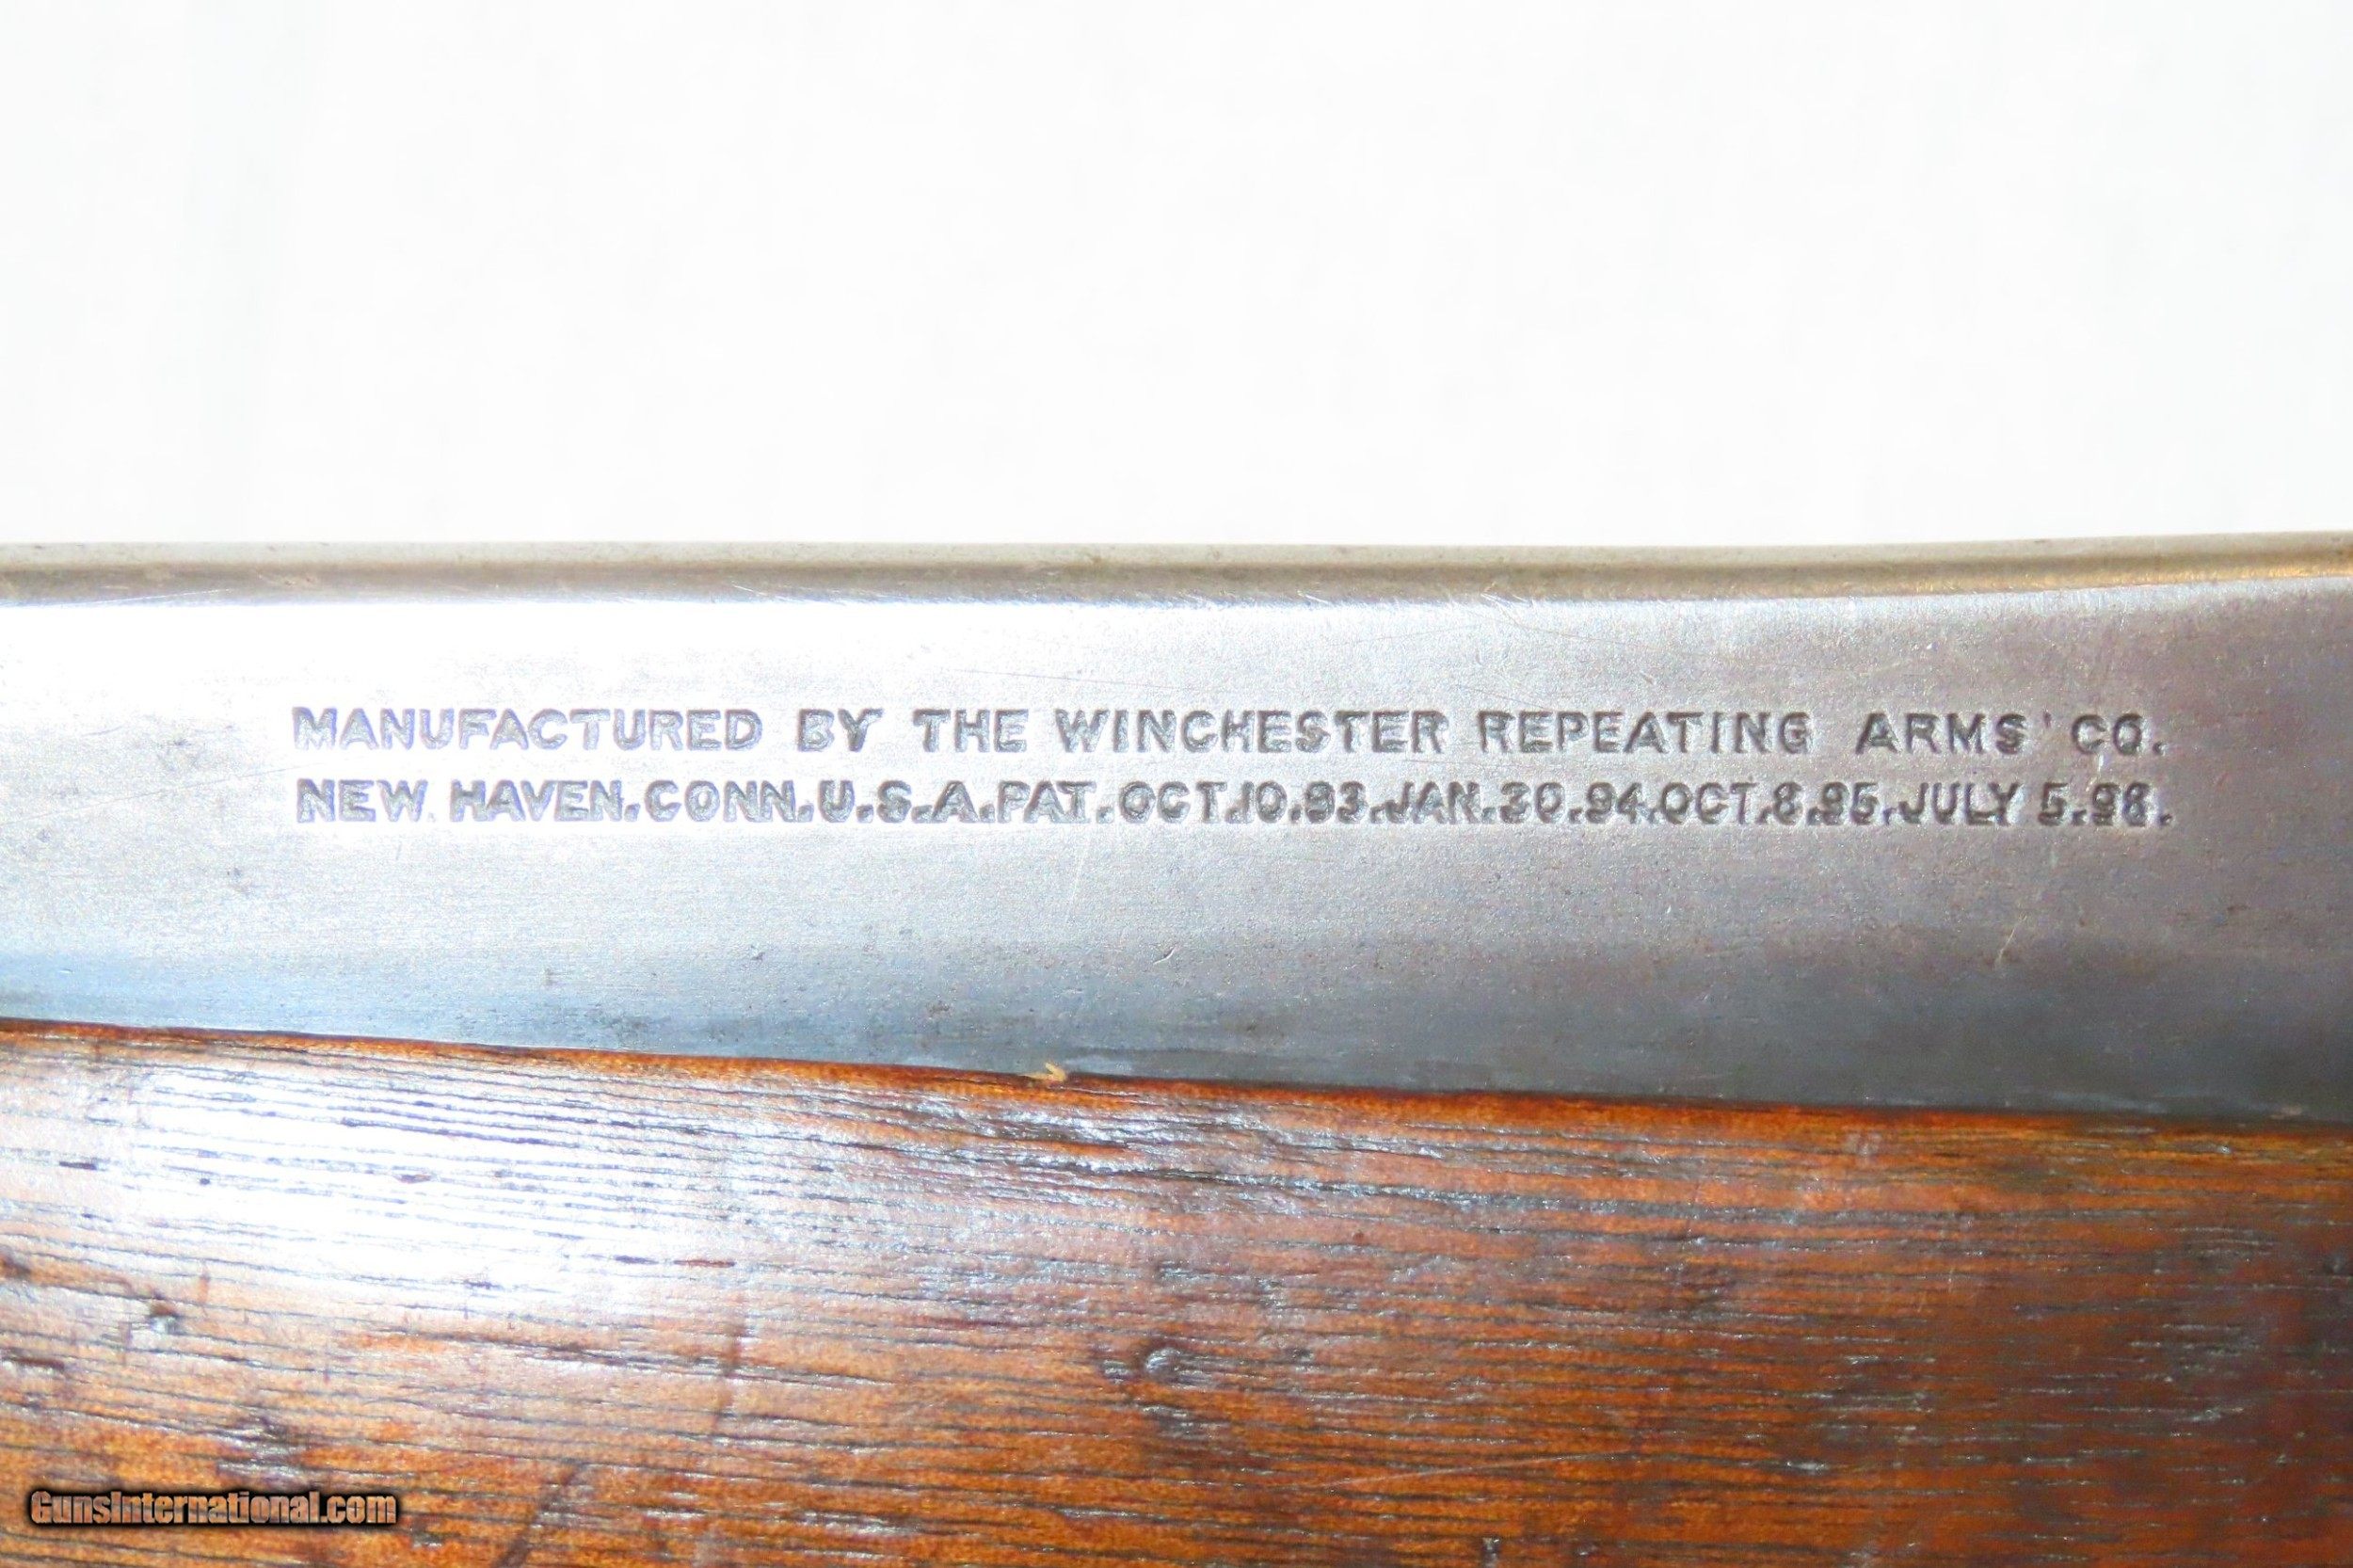 MANUFACTURED BY THE WINCHESTER REPEATING ARMS' CO.
NEW HAVEN.CONN.U.S.A.PAT.OCT.10.93.JAN.30.94.OCT.8.95.JULY 5.98.
GunsInternational.com